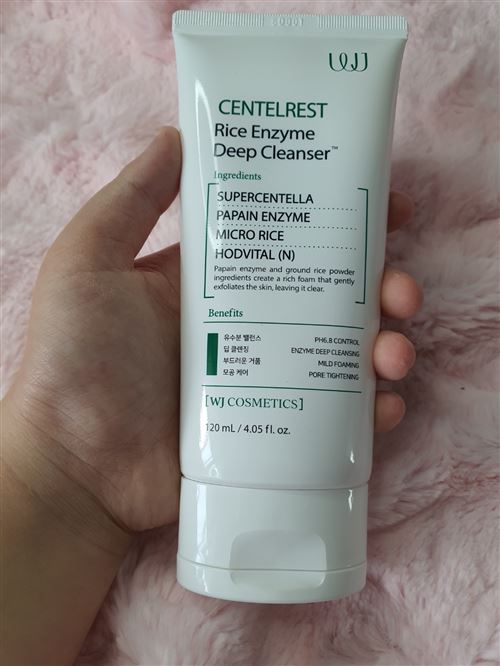 WJ
CENTELREST
Rice Enzyme
Deep Cleanser™
Ingredients
SUPERCENTELLA
PAPAIN ENZYME
MICRO RICE
HODVITAL (N)
Papain enzyme and ground rice powder
ingredients create a rich foam that gently
exfoliates the skin, leaving it clear.
Benefits
유수분 밸런스
딥 클렌징
부드러운 거품
모공 케어
PH6.8 CONTROL
ENZYME DEEP CLEANSING
MILD FOAMING
PORE TIGHTENING
[WJ COSMETICS]
120 mL / 4.05 fl. oz.